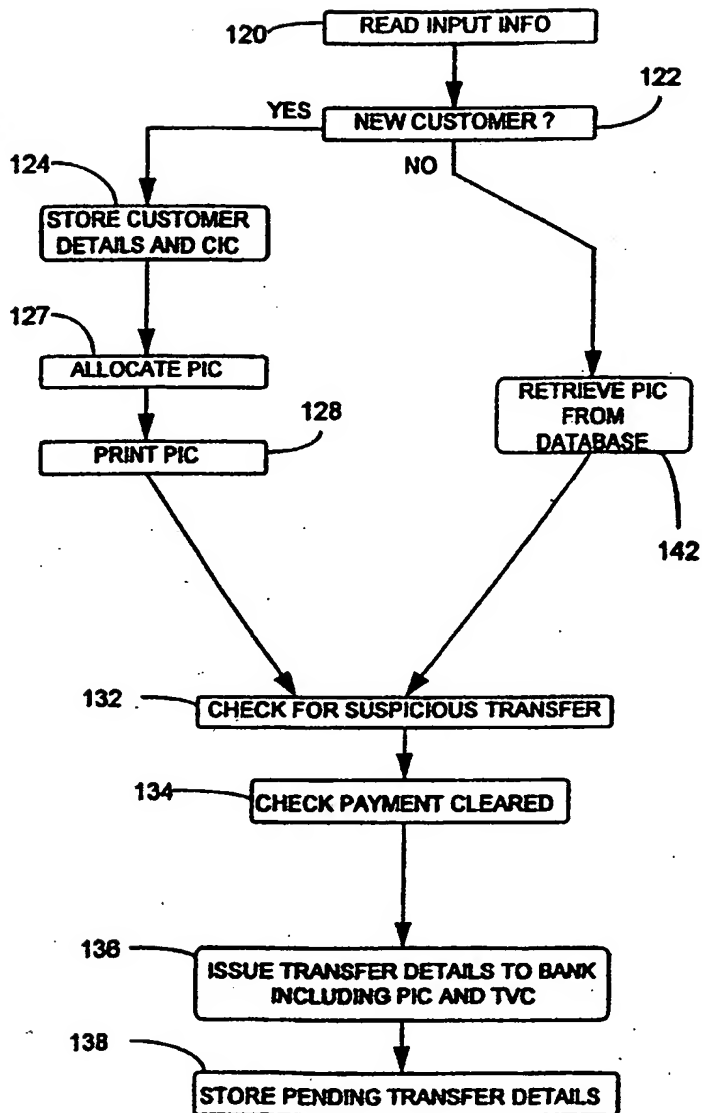 120
READ INPUT INFO
122
YES
NEW CUSTOMER ?
NO
124
STORE CUSTOMER
DETAILS AND CIC
127
ALLOCATE PIC
128
PRINT PIC
RETRIEVE PIC
FROM
DATABASE
142
132
CHECK FOR SUSPICIOUS TRANSFER
134
CHECK PAYMENT CLEARED
136
ISSUE TRANSFER DETAILS TO BANK
INCLUDING PIC AND TVC
138
STORE PENDING TRANSFER DETAILS